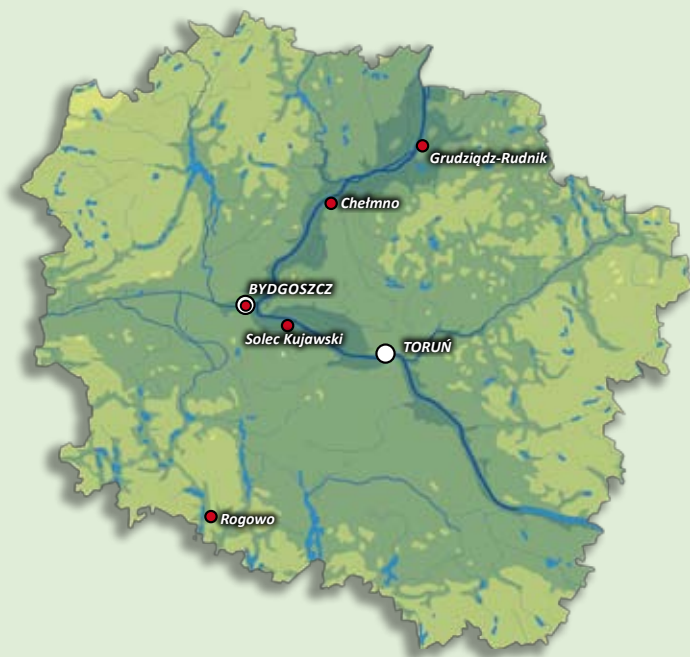 Grudziądz-Rudnik
Chełmno
BYDGOSZCZ
Solec Kujawski
TORUŃ
Rogowo